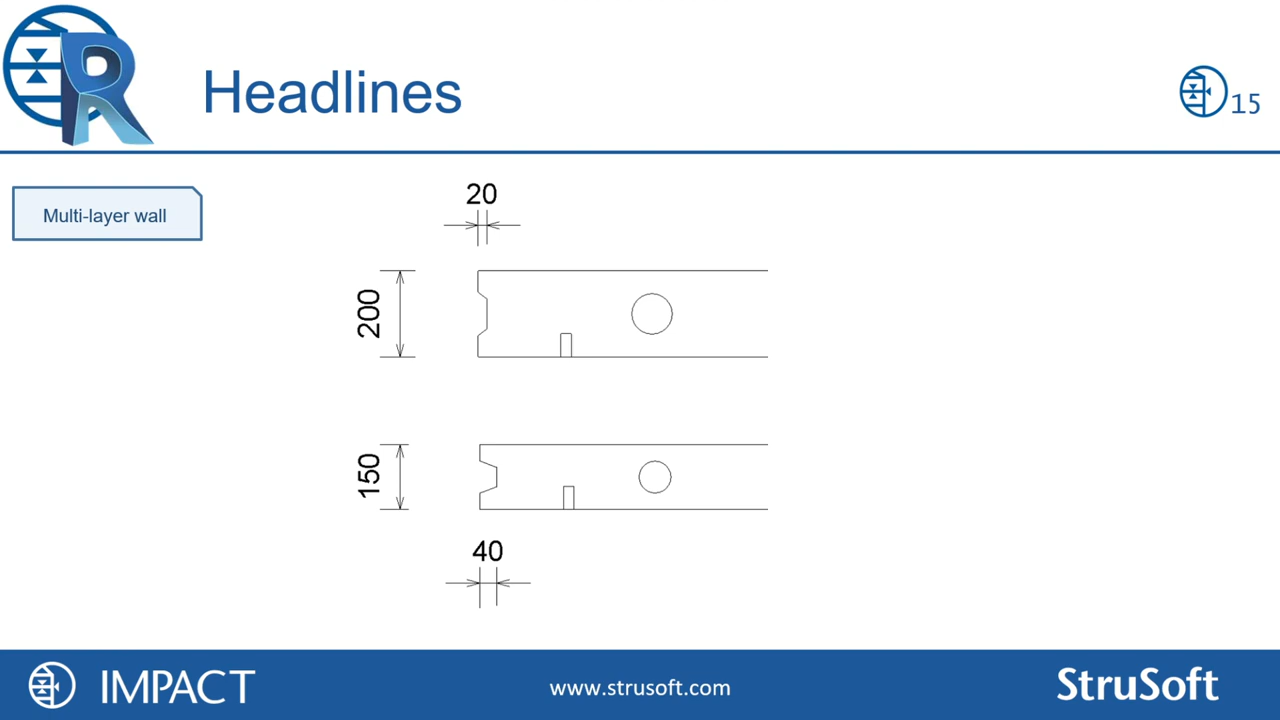 Headlines
15
Multi-layer wall
20
200
150
40
IMPACT
www.strusoft.com
StruSoft